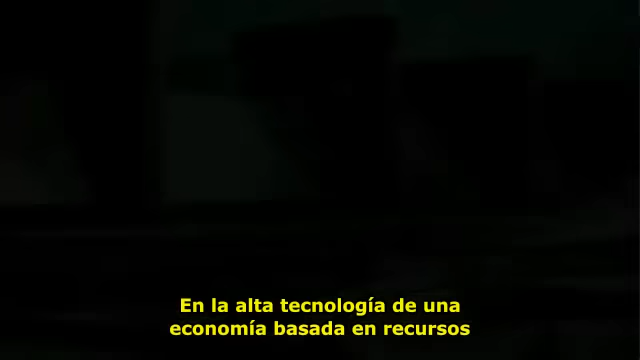 En la alta tecnología de una
economía basada en recursos